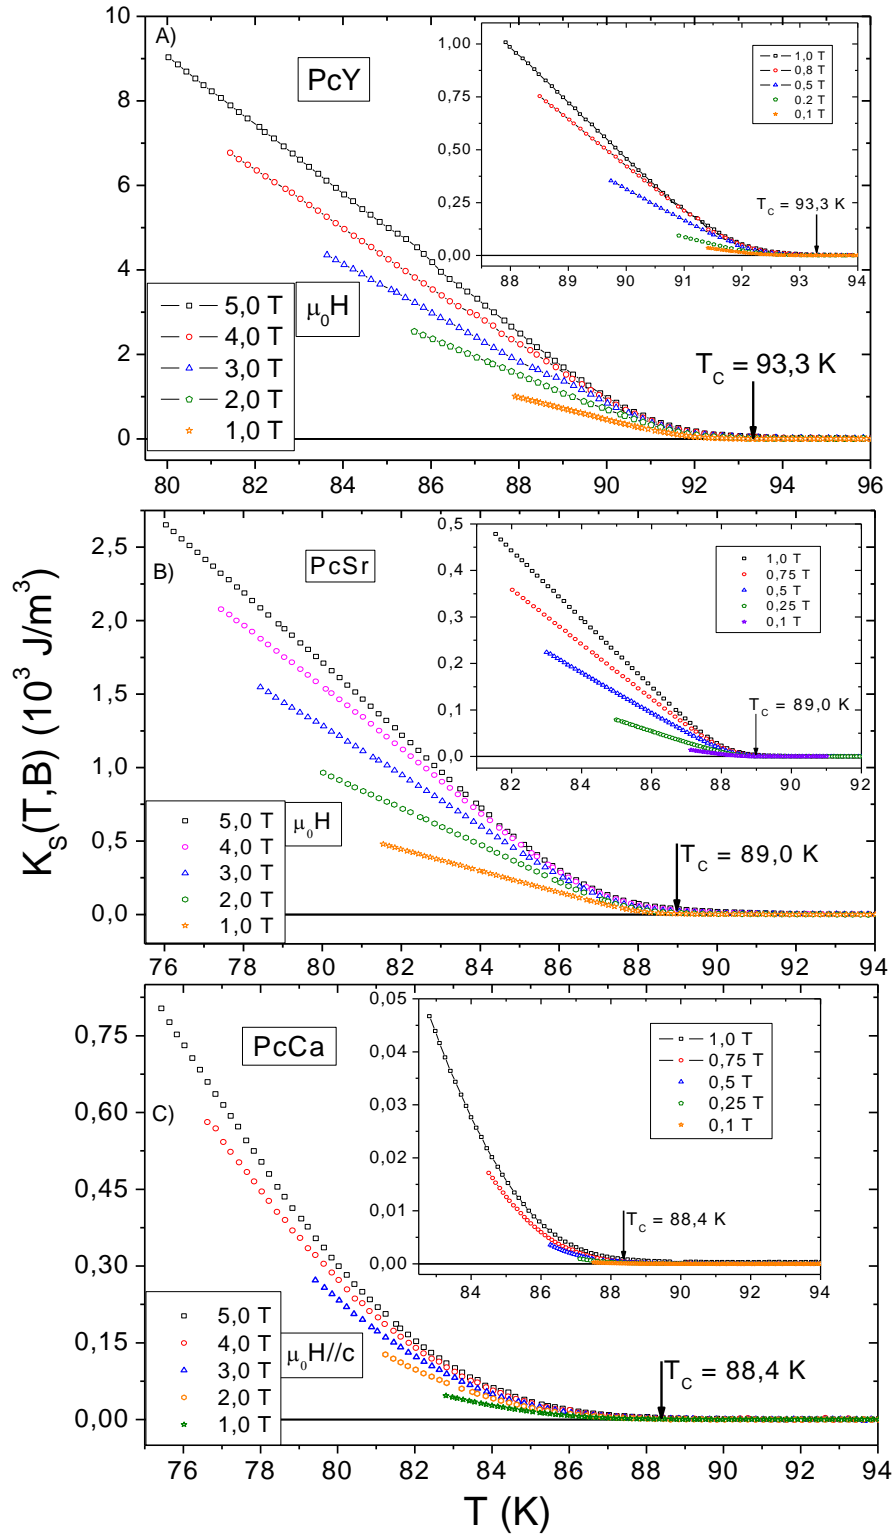 K_S(T,B) (10^3 J/m^3)
A)
PcY
10
8
6
4
2
0
80 82 84 86 88 90 92 94 96
μ_0H
5,0 T
4,0 T
3,0 T
2,0 T
1,0 T
T_C = 93,3 K
1,00
0,75
0,50
0,25
0,00
88 89 90 91 92 93 94
1,0 T
0,8 T
0,5 T
0.2 T
0,1 T
T_C = 93,3 K
B)
PcSr
2,5
2,0
1,5
1,0
0,5
0,0
76 78 80 82 84 86 88 90 92 94
μ_0H
5,0 T
4,0 T
3,0 T
2,0 T
1,0 T
T_C = 89,0 K
0,5
0,4
0,3
0,2
0,1
0,0
82 84 86 88 90 92
1,0 T
0,75 T
0,5 T
0,25 T
0,1 T
T_C = 89,0 K
C)
PcCa
0,75
0,60
0,45
0,30
0,15
0,00
76 78 80 82 84 86 88 90 92 94
μ_0H//c
5,0 T
4,0 T
3,0 T
2,0 T
1,0 T
T_C = 88,4 K
0,05
0,04
0,03
0,02
0,01
0,00
84 86 88 90 92 94
1,0 T
0,75 T
0,5 T
0,25 T
0,1 T
T_C = 88,4 K
T (K)